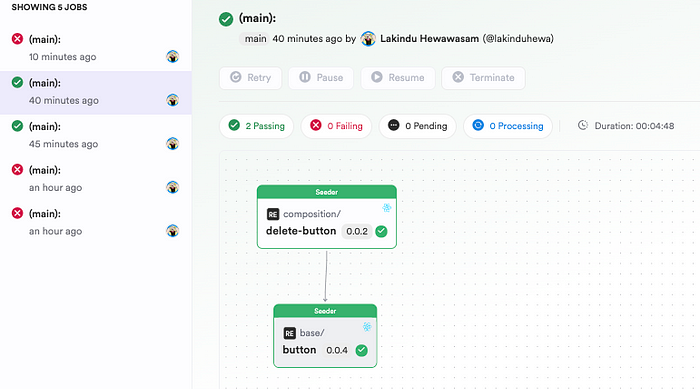 SHOWING 5 JOBS
(main):
10 minutes ago
(main):
40 minutes ago
(main):
45 minutes ago
(main):
an hour ago
(main):
an hour ago
(main):
main 40 minutes ago by Lakindu Hewawasam (@lakinduhewa)
Retry Pause Resume Terminate
2 Passing 0 Failing 0 Pending 0 Processing Duration: 00:04:48
Seeder
RE composition/
delete-button 0.0.2
Seeder
RE base/
button 0.0.4